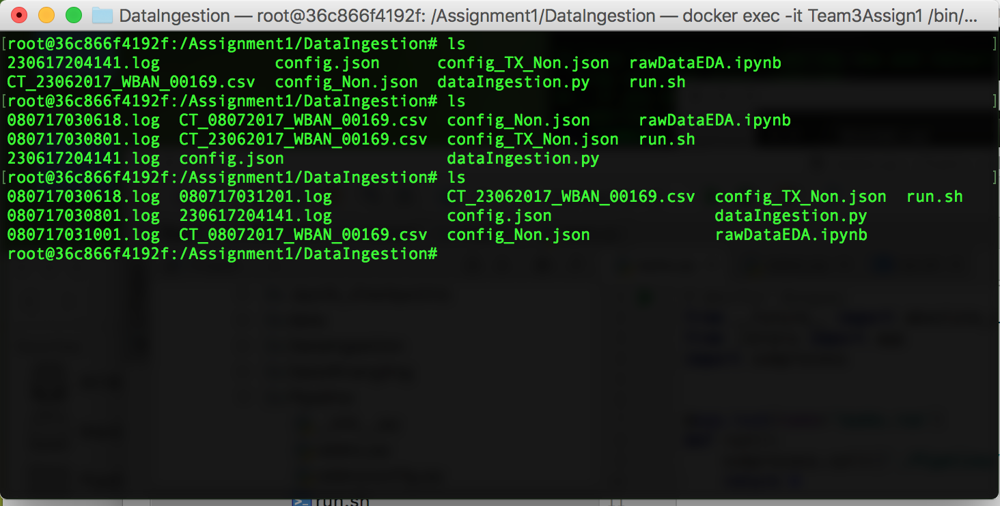 DataIngestion — root@36c866f4192f: /Assignment1/DataIngestion — docker exec -it Team3Assign1 /bin/...
[root@36c866f4192f:/Assignment1/DataIngestion# ls ]
230617204141.log config.json config_TX_Non.json rawDataEDA.ipynb
CT_23062017_WBAN_00169.csv config_Non.json dataIngestion.py run.sh
[root@36c866f4192f:/Assignment1/DataIngestion# ls ]
080717030618.log CT_08072017_WBAN_00169.csv config_Non.json rawDataEDA.ipynb
080717030801.log CT_23062017_WBAN_00169.csv config_TX_Non.json run.sh
230617204141.log config.json dataIngestion.py
[root@36c866f4192f:/Assignment1/DataIngestion# ls ]
080717030618.log 080717031201.log CT_23062017_WBAN_00169.csv config_TX_Non.json run.sh
080717030801.log 230617204141.log config.json dataIngestion.py
080717031001.log CT_08072017_WBAN_00169.csv config_Non.json rawDataEDA.ipynb
root@36c866f4192f:/Assignment1/DataIngestion#
run.sh